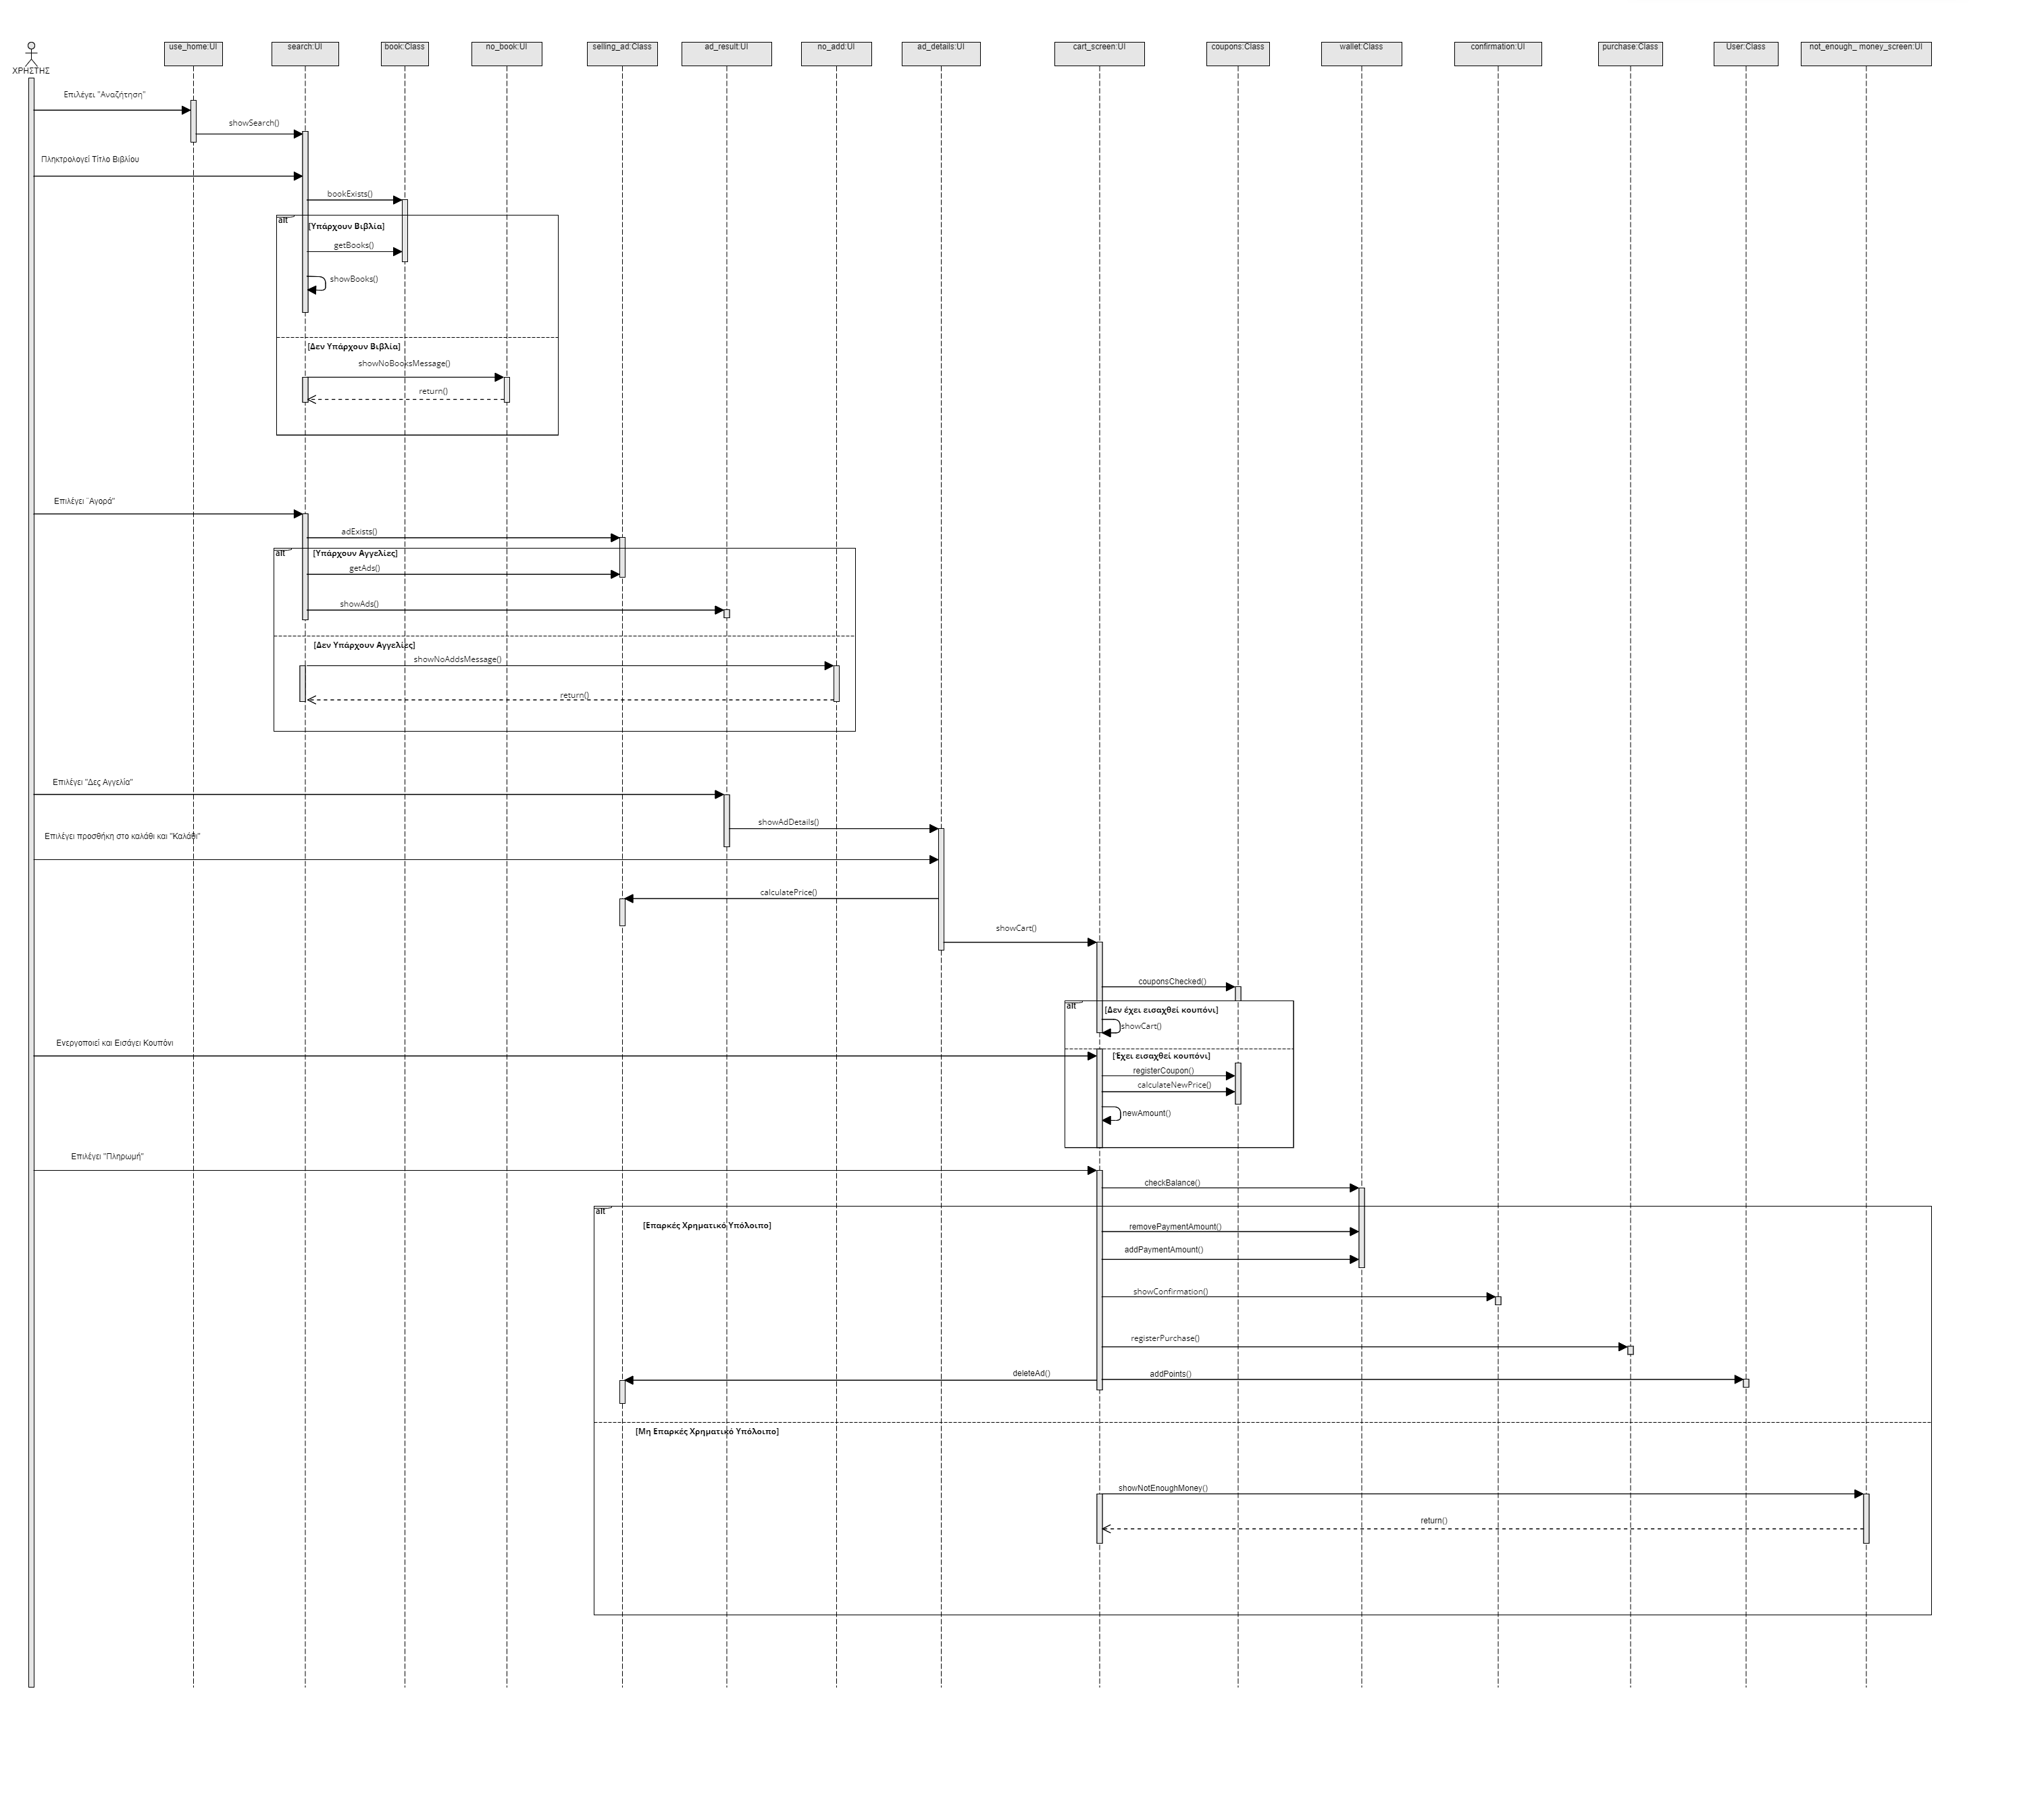 use_home:UI
search:UI
book:Class
no_book:UI
selling_ad:Class
ad_result:UI
no_add:UI
ad_details:UI
cart_screen:UI
coupons:Class
wallet:Class
confirmation:UI
purchase:Class
User:Class
not_enough_ money_screen:UI
ΧΡΗΣΤΗΣ
Επιλέγει "Αναζήτηση"
showSearch()
Πληκτρολογεί Τίτλο Βιβλίου
bookExists()
alt
[Υπάρχουν Βιβλία]
getBooks()
showBooks()
[Δεν Υπάρχουν Βιβλία]
showNoBooksMessage()
return()
Επιλέγει ¨Αγορά"
adExists()
alt
[Υπάρχουν Αγγελίες]
getAds()
showAds()
[Δεν Υπάρχουν Αγγελίες]
showNoAddsMessage()
return()
Επιλέγει "Δες Αγγελία"
showAdDetails()
Επιλέγει προσθήκη στο καλάθι και "Καλάθι"
calculatePrice()
showCart()
couponsChecked()
alt
[Δεν έχει εισαχθεί κουπόνι]
showCart()
Ενεργοποιεί και Εισάγει Κουπόνι
[Έχει εισαχθεί κουπόνι]
registerCoupon()
calculateNewPrice()
newAmount()
Επιλέγει "Πληρωμή"
checkBalance()
alt
[Επαρκές Χρηματικό Υπόλοιπο]
removePaymentAmount()
addPaymentAmount()
showConfirmation()
registerPurchase()
deleteAd()
addPoints()
[Μη Επαρκές Χρηματικό Υπόλοιπο]
showNotEnoughMoney()
return()